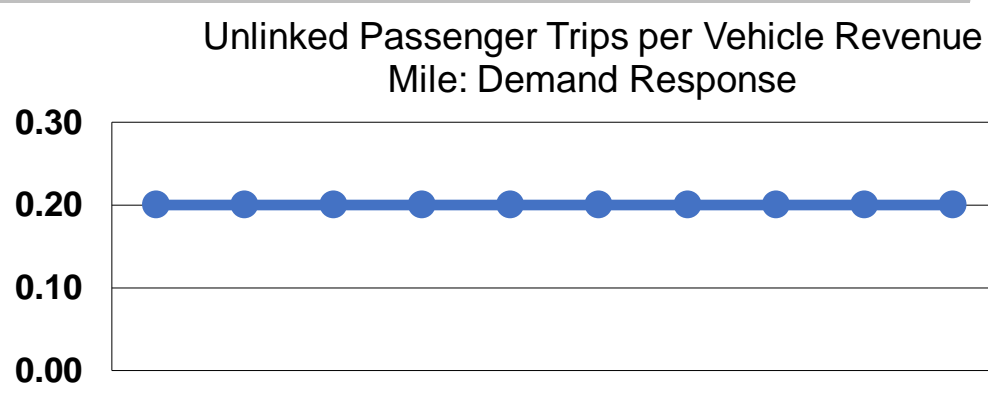 Unlinked Passenger Trips per Vehicle Revenue
Mile: Demand Response
0.30
0.20
0.10
0.00